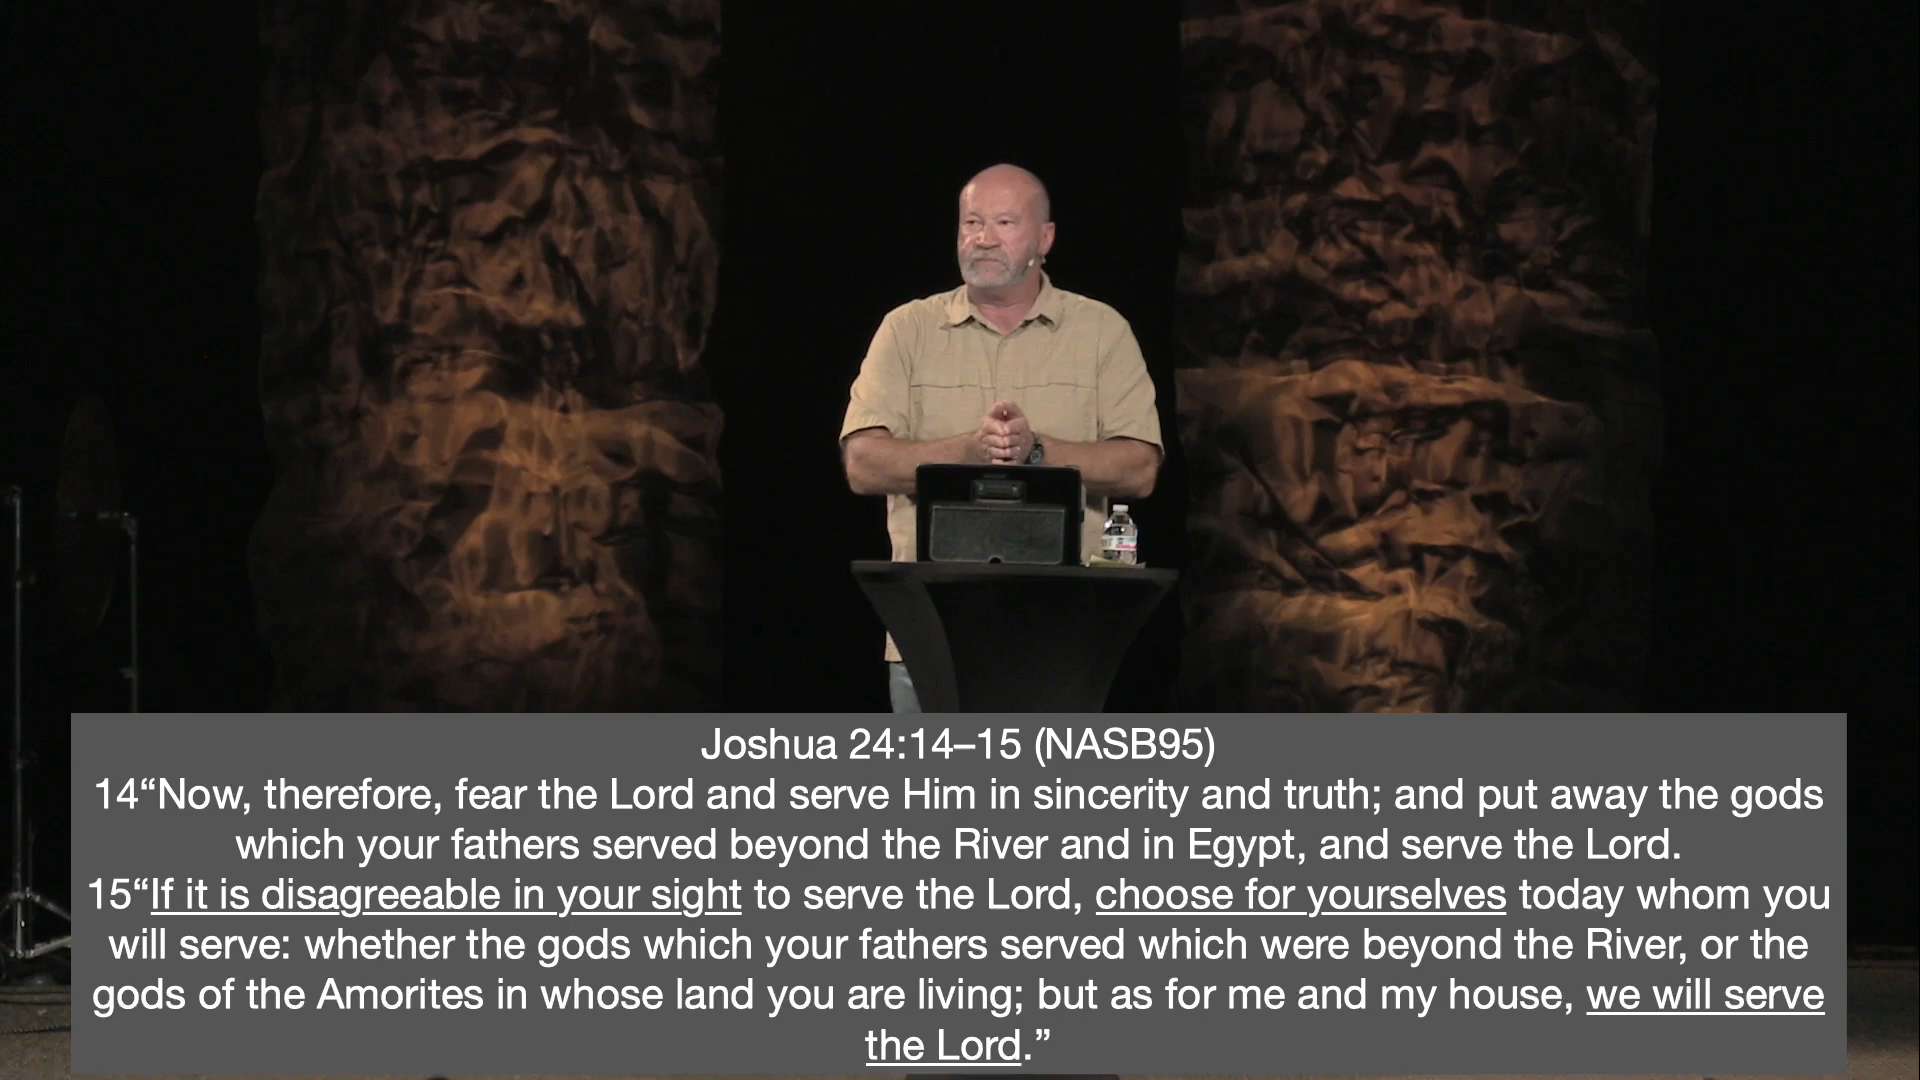 Joshua 24:14–15 (NASB95)
14“Now, therefore, fear the Lord and serve Him in sincerity and truth; and put away the gods
which your fathers served beyond the River and in Egypt, and serve the Lord.
15“If it is disagreeable in your sight to serve the Lord, choose for yourselves today whom you
will serve: whether the gods which your fathers served which were beyond the River, or the
gods of the Amorites in whose land you are living; but as for me and my house, we will serve
the Lord.”